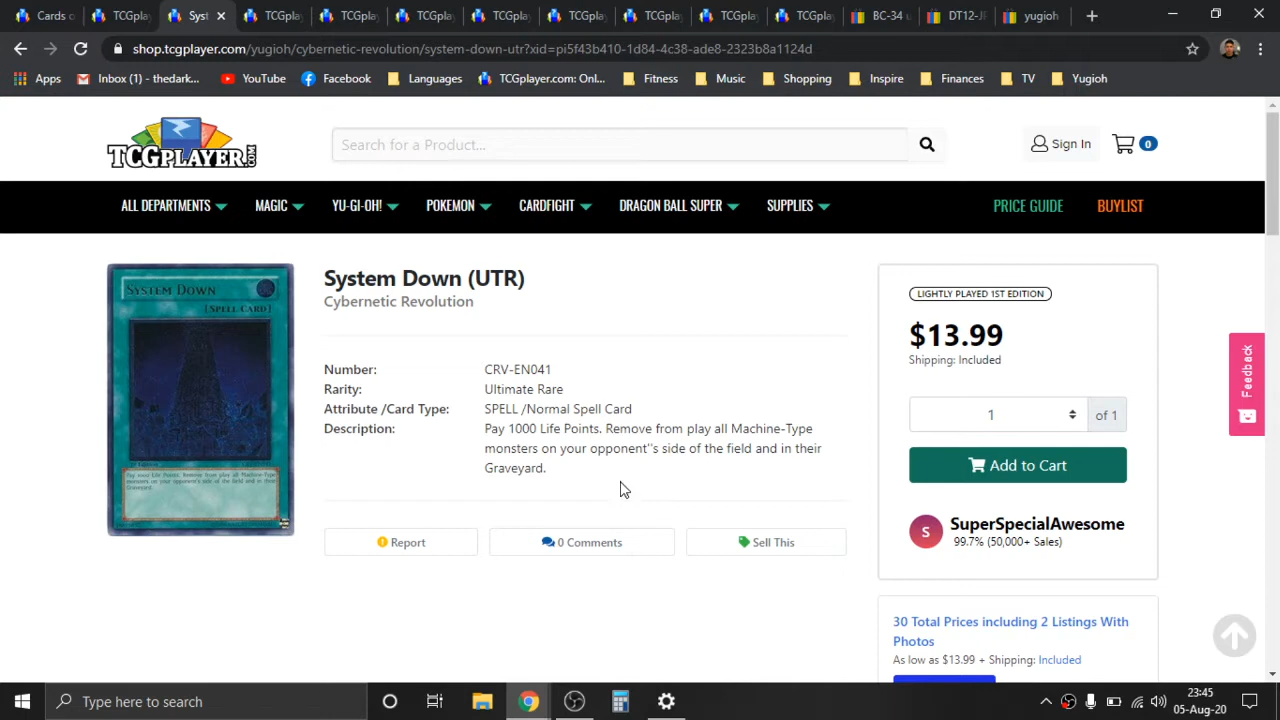 Cards o
TCGpla
Syst
TCGpla
TCGpla
TCGpla
TCGpla
TCGpla
TCGpla
TCGpla
TCGpla
BC-34 u
DT12-J
yugioh
shop.tcgplayer.com/yugioh/cybernetic-revolution/system-down-utr?xid=pi5f43b410-1d84-4c38-ade8-2323b8a1124d
Apps
Inbox (1) - thedark...
YouTube
Facebook
Languages
TCGplayer.com: Onl...
Fitness
Music
Shopping
Inspire
Finances
TV
Yugioh
TCGPLAYER.COM
Search for a Product...
Sign In
0
ALL DEPARTMENTS
MAGIC
YU-GI-OH!
POKEMON
CARDFIGHT
DRAGON BALL SUPER
SUPPLIES
PRICE GUIDE
BUYLIST
SYSTEM DOWN
[SPELL CARD]
System Down (UTR)
Cybernetic Revolution
Number: CRV-EN041
Rarity: Ultimate Rare
Attribute /Card Type: SPELL /Normal Spell Card
Description: Pay 1000 Life Points. Remove from play all Machine-Type
monsters on your opponent''s side of the field and in their
Graveyard.
Report
0 Comments
Sell This
LIGHTLY PLAYED 1ST EDITION
$13.99
Shipping: Included
1
of 1
Add to Cart
S
SuperSpecialAwesome
99.7% (50,000+ Sales)
30 Total Prices including 2 Listings With
Photos
As low as $13.99 + Shipping: Included
Feedback
Type here to search
23:45
05-Aug-20